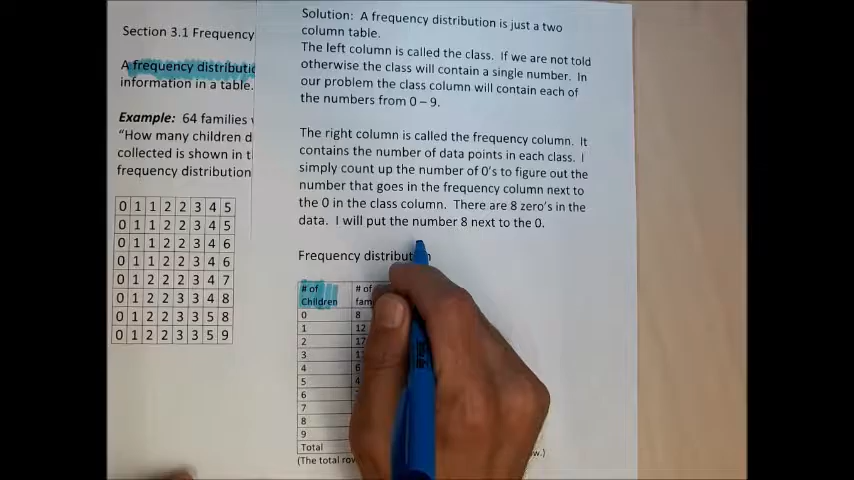 Section 3.1 Frequency
A frequency distributi
information in a table.
Example: 64 families
"How many children d
collected is shown in t
frequency distribution
0 1 1 2 2 3 4 5
0 1 1 2 2 3 4 5
0 1 1 2 2 3 4 6
0 1 1 2 2 3 4 6
0 1 1 2 2 3 4 7
0 1 2 2 3 3 4 8
0 1 2 2 3 3 5 8
0 1 2 2 3 3 5 9
Solution: A frequency distribution is just a two
column table.
The left column is called the class. If we are not told
otherwise the class will contain a single number. In
our problem the class column will contain each of
the numbers from 0 – 9.
The right column is called the frequency column. It
contains the number of data points in each class. I
simply count up the number of 0's to figure out the
number that goes in the frequency column next to
the 0 in the class column. There are 8 zero's in the
data. I will put the number 8 next to the 0.
Frequency distribut
# of # of
Children fam
0 8
1 12
2 17
3
4 6
5 4
6
7
8
9
Total
(The total row
ow.)